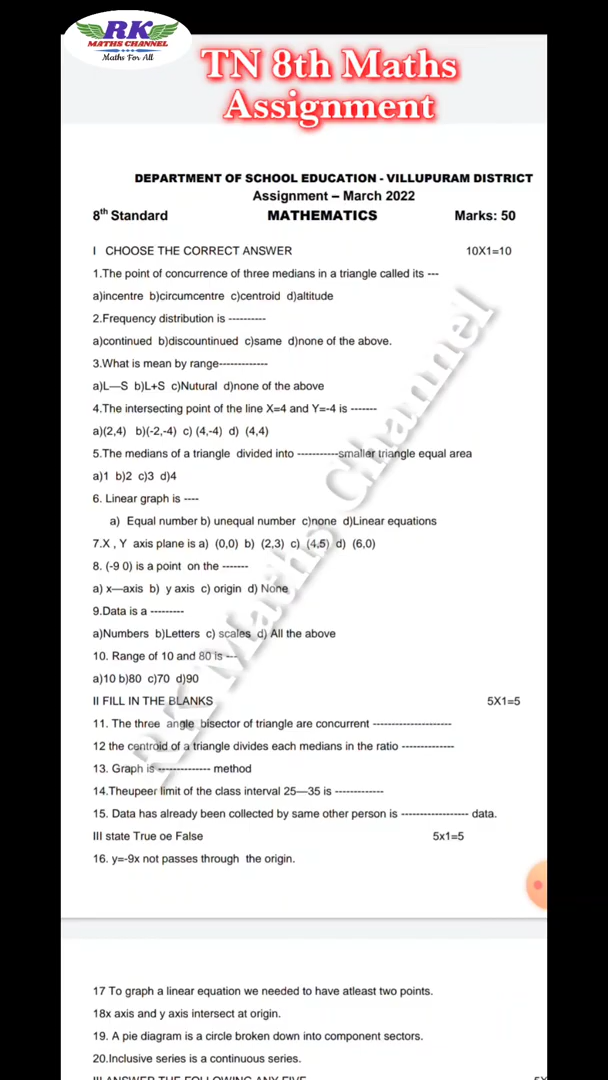 RK
MATHS CHANNEL
Maths For All
TN 8th Maths
Assignment
DEPARTMENT OF SCHOOL EDUCATION - VILLUPURAM DISTRICT
Assignment – March 2022
8th Standard MATHEMATICS Marks: 50
I CHOOSE THE CORRECT ANSWER 10X1=10
1.The point of concurrence of three medians in a triangle called its ---
a)incentre b)circumcentre c)centroid d)altitude
2.Frequency distribution is ----------
a)continued b)discountinued c)same d)none of the above.
3.What is mean by range-------------
a)L—S b)L+S c)Nutural d)none of the above
4.The intersecting point of the line X=4 and Y=-4 is -------
a)(2,4) b)(-2,-4) c) (4,-4) d) (4,4)
5.The medians of a triangle divided into ----------smaller triangle equal area
a)1 b)2 c)3 d)4
6. Linear graph is ----
a) Equal number b) unequal number c)none d)Linear equations
7.X , Y axis plane is a) (0,0) b) (2,3) c) (4,5) d) (6,0)
8. (-9 0) is a point on the -------
a) x—axis b) y axis c) origin d) None
9.Data is a ---------
a)Numbers b)Letters c) scales d) All the above
10. Range of 10 and 80 is ---
a)10 b)80 c)70 d)90
II FILL IN THE BLANKS 5X1=5
11. The three angle bisector of triangle are concurrent ---------------------
12 the centroid of a triangle divides each medians in the ratio --------------
13. Graph is -------------- method
14.Theupeer limit of the class interval 25—35 is -------------
15. Data has already been collected by same other person is ------------------ data.
III state True oe False 5x1=5
16. y=-9x not passes through the origin.
RK Maths Channel
17 To graph a linear equation we needed to have atleast two points.
18x axis and y axis intersect at origin.
19. A pie diagram is a circle broken down into component sectors.
20.Inclusive series is a continuous series.
III ANSWER THE FOLLOWING ANY FIVE 5X